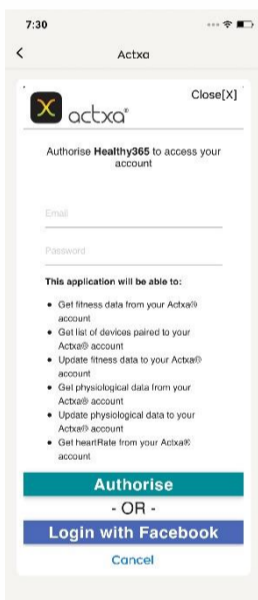 7:30
Actxa
Close[X]
actxa®
Authorise Healthy365 to access your
account
Email
Password
This application will be able to:
• Get fitness data from your Actxa®
account
• Get list of devices paired to your
Actxa® account
• Update fitness data to your Actxa®
account
• Get physiological data from your
Actxa® account
• Update physiological data to your
Actxa® account
• Get heartRate from your Actxa®
account
Authorise
- OR -
Login with Facebook
Cancel